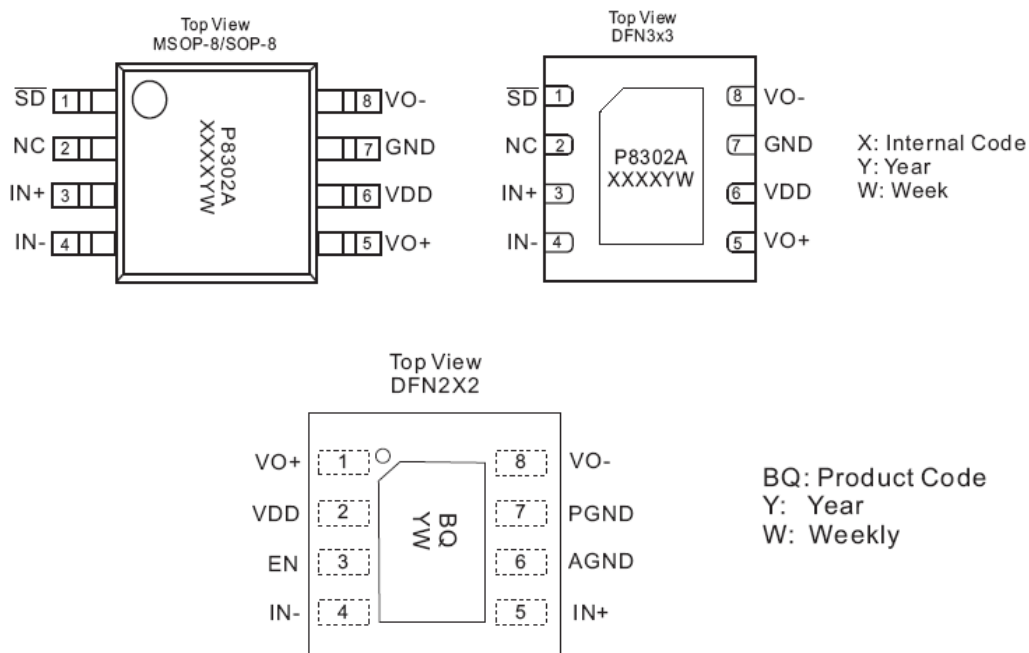 Top View
MSOP-8/SOP-8
SD 1
NC 2
IN+ 3
IN- 4
P8302A
XXXXYW
8 VO-
7 GND
6 VDD
5 VO+
Top View
DFN3x3
SD 1
NC 2
IN+ 3
IN- 4
P8302A
XXXXYW
8 VO-
7 GND
6 VDD
5 VO+
X: Internal Code
Y: Year
W: Week
Top View
DFN2X2
VO+ 1
VDD 2
EN 3
IN- 4
BQ
YW
8 VO-
7 PGND
6 AGND
5 IN+
BQ: Product Code
Y: Year
W: Weekly